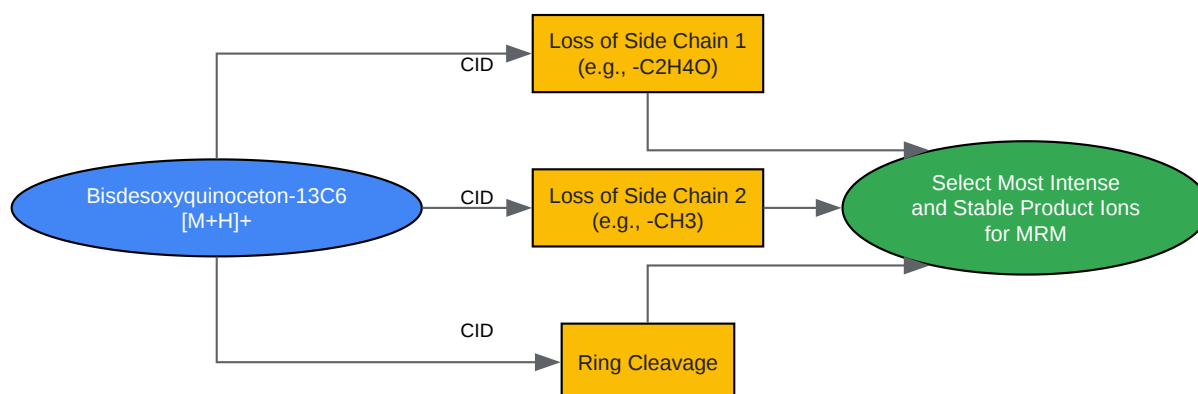 Loss of Side Chain 1
(e.g., -C2H4O)
CID
Bisdesoxyquinoceton-13C6
[M+H]+
CID
Loss of Side Chain 2
(e.g., -CH3)
Select Most Intense
and Stable Product Ions
for MRM
CID
Ring Cleavage